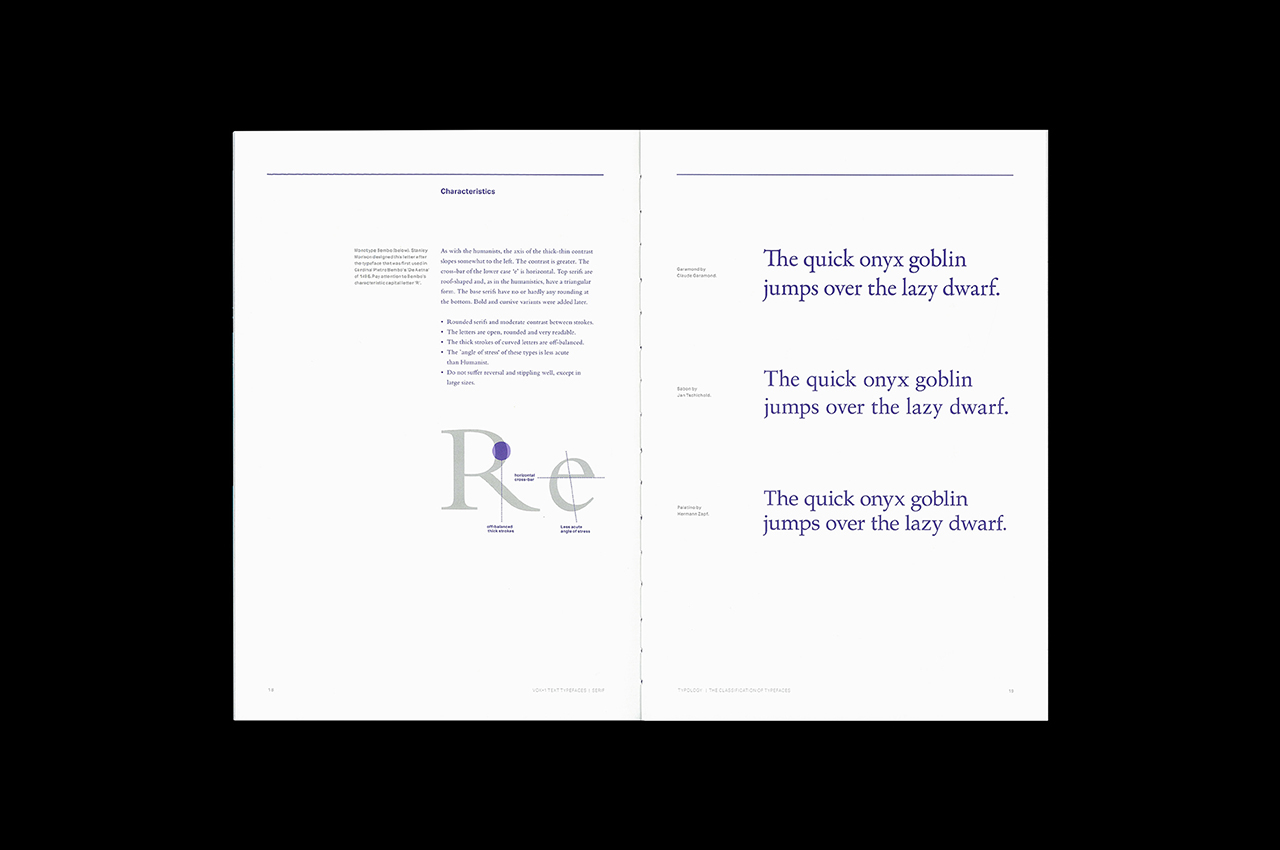 Characteristics
Monotype Bembo (below). Stanley
Morison designed this letter after
the typeface that was first used in
Cardinal Pietro Bembo's 'De Aetna'
of 1495. Pay attention to Bembo's
characteristic capital letter 'R'.
As with the humanists, the axis of the thick-thin contrast
slopes somewhat to the left. The contrast is greater. The
cross-bar of the lower case 'e' is horizontal. Top serifs are
roof-shaped and, as in the humanistics, have a triangular
form. The base serifs have no or hardly any rounding at
the bottom. Bold and cursive variants were added later.
• Rounded serifs and moderate contrast between strokes.
• The letters are open, rounded and very readable.
• The thick strokes of curved letters are off-balanced.
• The 'angle of stress' of these types is less acute
than Humanist.
• Do not suffer reversal and stippling well, except in
large sizes.
Re
horizontal
cross-bar
off-balanced
thick strokes
Less acute
angle of stress
18
VOX+1 TEXT TYPEFACES | SERIF
Garamond by
Claude Garamond.
The quick onyx goblin
jumps over the lazy dwarf.
Sabon by
Jan Tschichold.
The quick onyx goblin
jumps over the lazy dwarf.
Palatino by
Hermann Zapf.
The quick onyx goblin
jumps over the lazy dwarf.
TYPOLOGY | THE CLASSIFICATION OF TYPEFACES
19